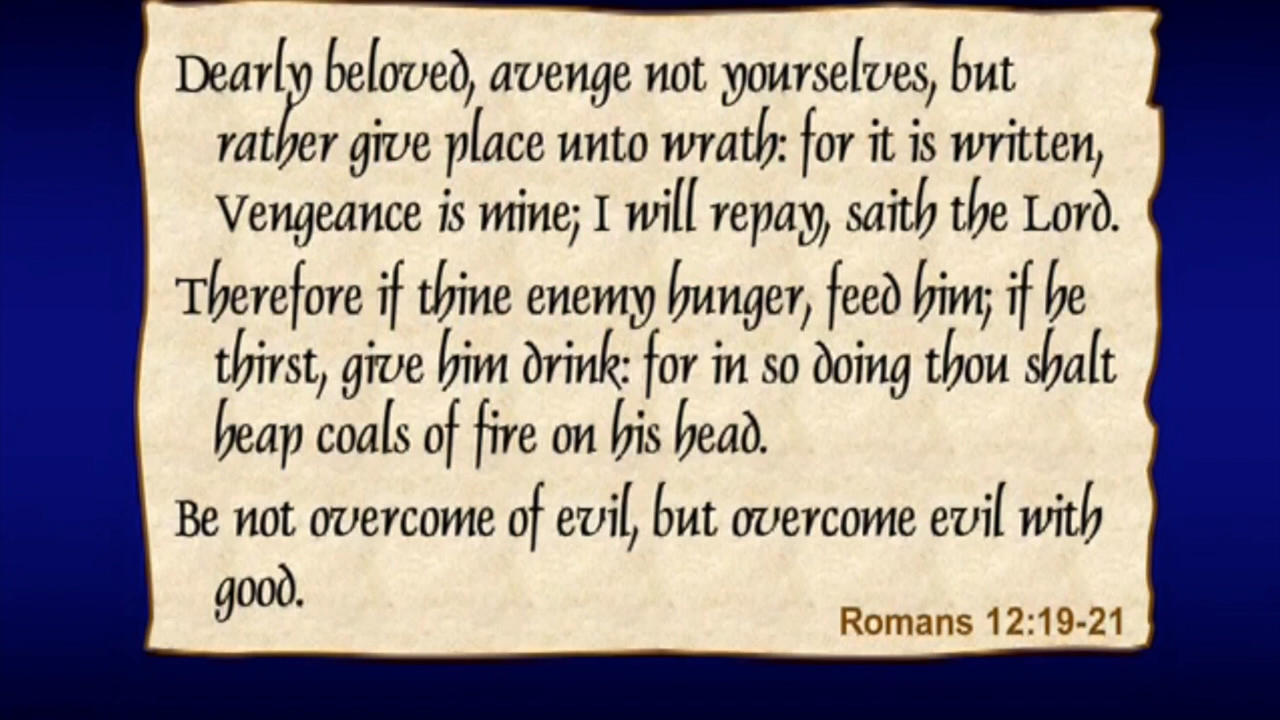 Dearly beloved, avenge not yourselves, but
rather give place unto wrath: for it is written,
Vengeance is mine; I will repay, saith the Lord.
Therefore if thine enemy hunger, feed him; if he
thirst, give him drink: for in so doing thou shalt
heap coals of fire on his head.
Be not overcome of evil, but overcome evil with
good.
Romans 12:19-21